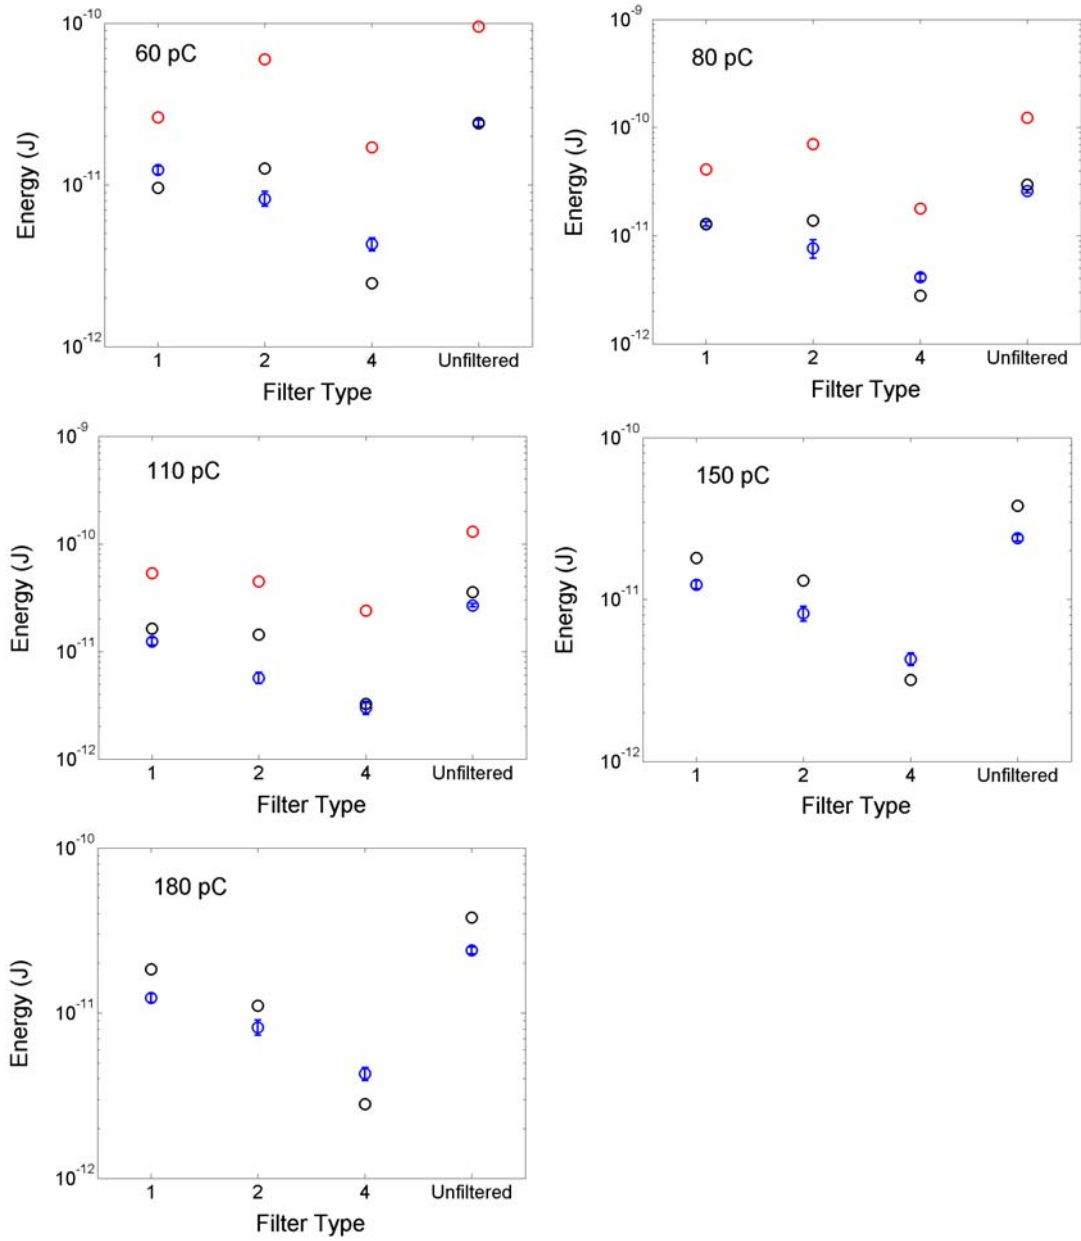 60 pC
10^-10
10^-11
10^-12
Energy (J)
1 2 4 Unfiltered
Filter Type
80 pC
10^-9
10^-10
10^-11
10^-12
Energy (J)
1 2 4 Unfiltered
Filter Type
110 pC
10^-9
10^-10
10^-11
10^-12
Energy (J)
1 2 4 Unfiltered
Filter Type
150 pC
10^-10
10^-11
10^-12
Energy (J)
1 2 4 Unfiltered
Filter Type
180 pC
10^-10
10^-11
10^-12
Energy (J)
1 2 4 Unfiltered
Filter Type